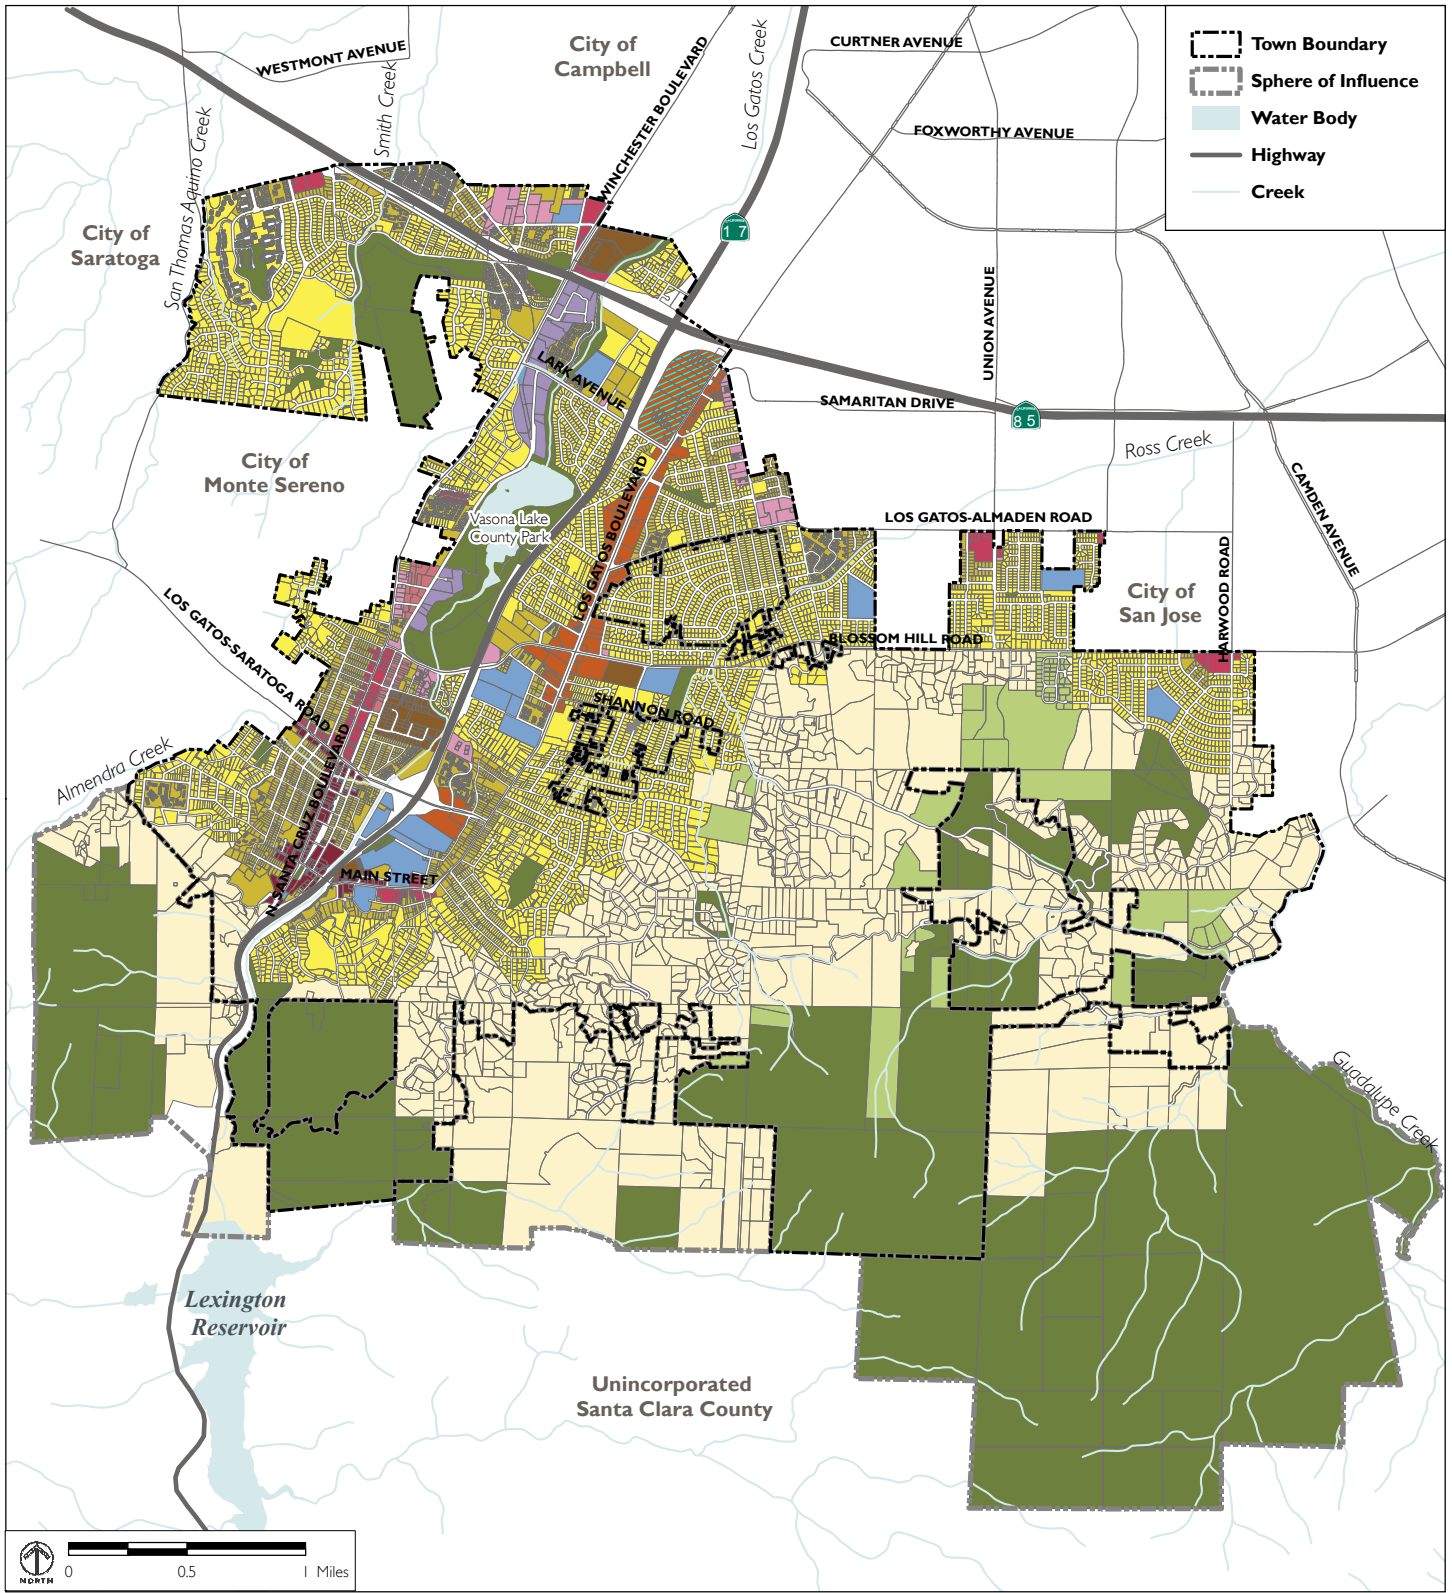 WESTMONT AVENUE
City of
Campbell
WINCHESTER BOULEVARD
Los Gatos Creek
CURTNER AVENUE
FOXWORTHY AVENUE
Town Boundary
Sphere of Influence
Water Body
Highway
Creek
Smith Creek
San Thomas Aquino Creek
City of
Saratoga
CALIFORNIA
17
UNION AVENUE
LARK AVENUE
SAMARITAN DRIVE
CALIFORNIA
85
Ross Creek
City of
Monte Sereno
CAMDEN AVENUE
Vasona Lake
County Park
LOS GATOS BOULEVARD
LOS GATOS-ALMADEN ROAD
HARWOOD ROAD
City of
San Jose
LOS GATOS-SARATOGA ROAD
BLOSSOM HILL ROAD
SHANNON ROAD
Almendra Creek
N SANTA CRUZ BOULEVARD
MAIN STREET
Guadalupe Creek
Lexington
Reservoir
Unincorporated
Santa Clara County
NORTH
0 0.5 1 Miles